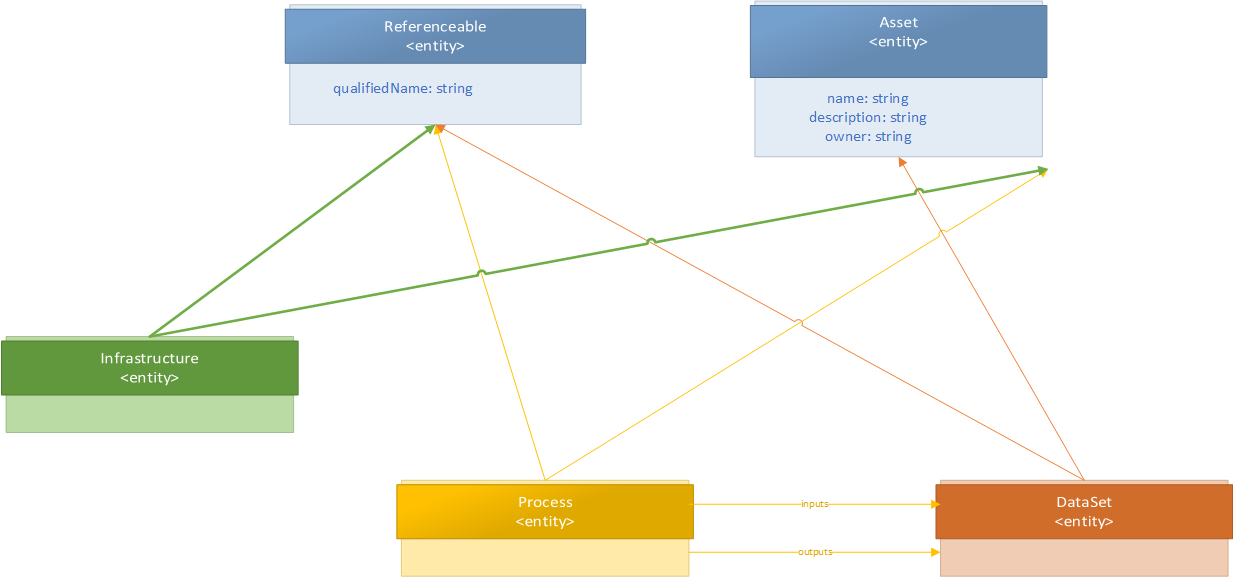 Referenceable
<entity>
qualifiedName: string
Asset
<entity>
name: string
description: string
owner: string
Infrastructure
<entity>
Process
<entity>
inputs
outputs
DataSet
<entity>